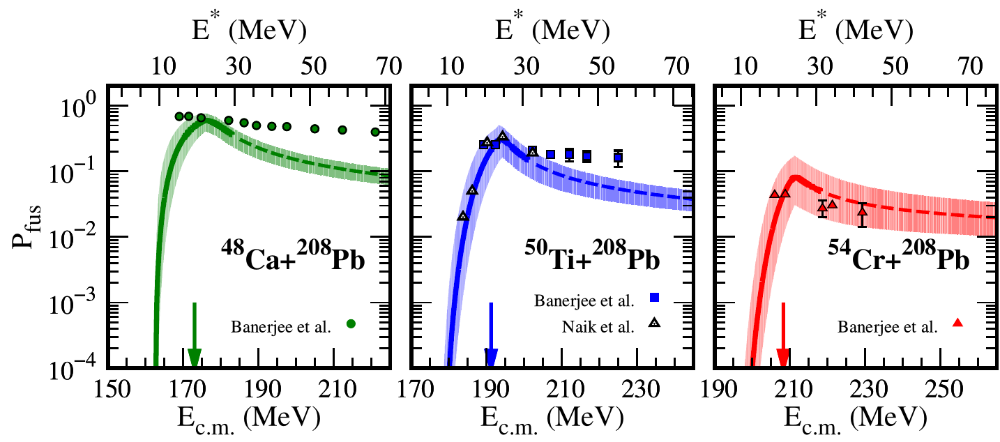 E* (MeV) E* (MeV) E* (MeV)
10 30 50 70 10 30 50 70 10 30 50 70
10^0
10^-1
10^-2
10^-3
10^-4
P_fus
^48Ca+^208Pb ^50Ti+^208Pb ^54Cr+^208Pb
Banerjee et al.
Banerjee et al. Naik et al. Banerjee et al.
150 170 190 210 170 190 210 230 190 210 230 250
E_c.m. (MeV) E_c.m. (MeV) E_c.m. (MeV)